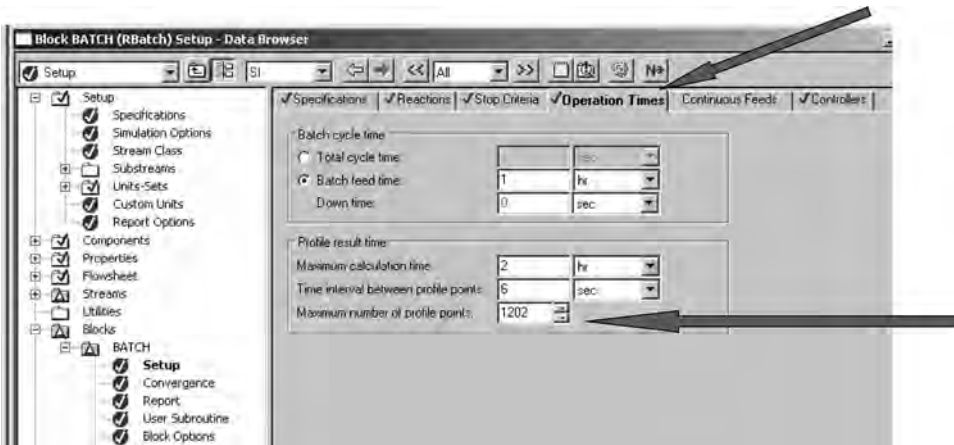 Block BATCH (RBatch) Setup - Data Browser
Setup SI All N
Setup
Specifications
Simulation Options
Stream Class
Substreams
Units-Sets
Custom Units
Report Options
Components
Properties
Flowsheet
Streams
Utilities
Blocks
BATCH
Setup
Convergence
Report
User Subroutine
Block Options
Specifications Reactions Stop Criteria Operation Times Continuous Feeds Controllers
Batch cycle time
Total cycle time: sec
Batch feed time: 1 hr
Down time: 0 sec
Profile result time
Maximum calculation time: 2 hr
Time interval between profile points: 6 sec
Maximum number of profile points: 1202